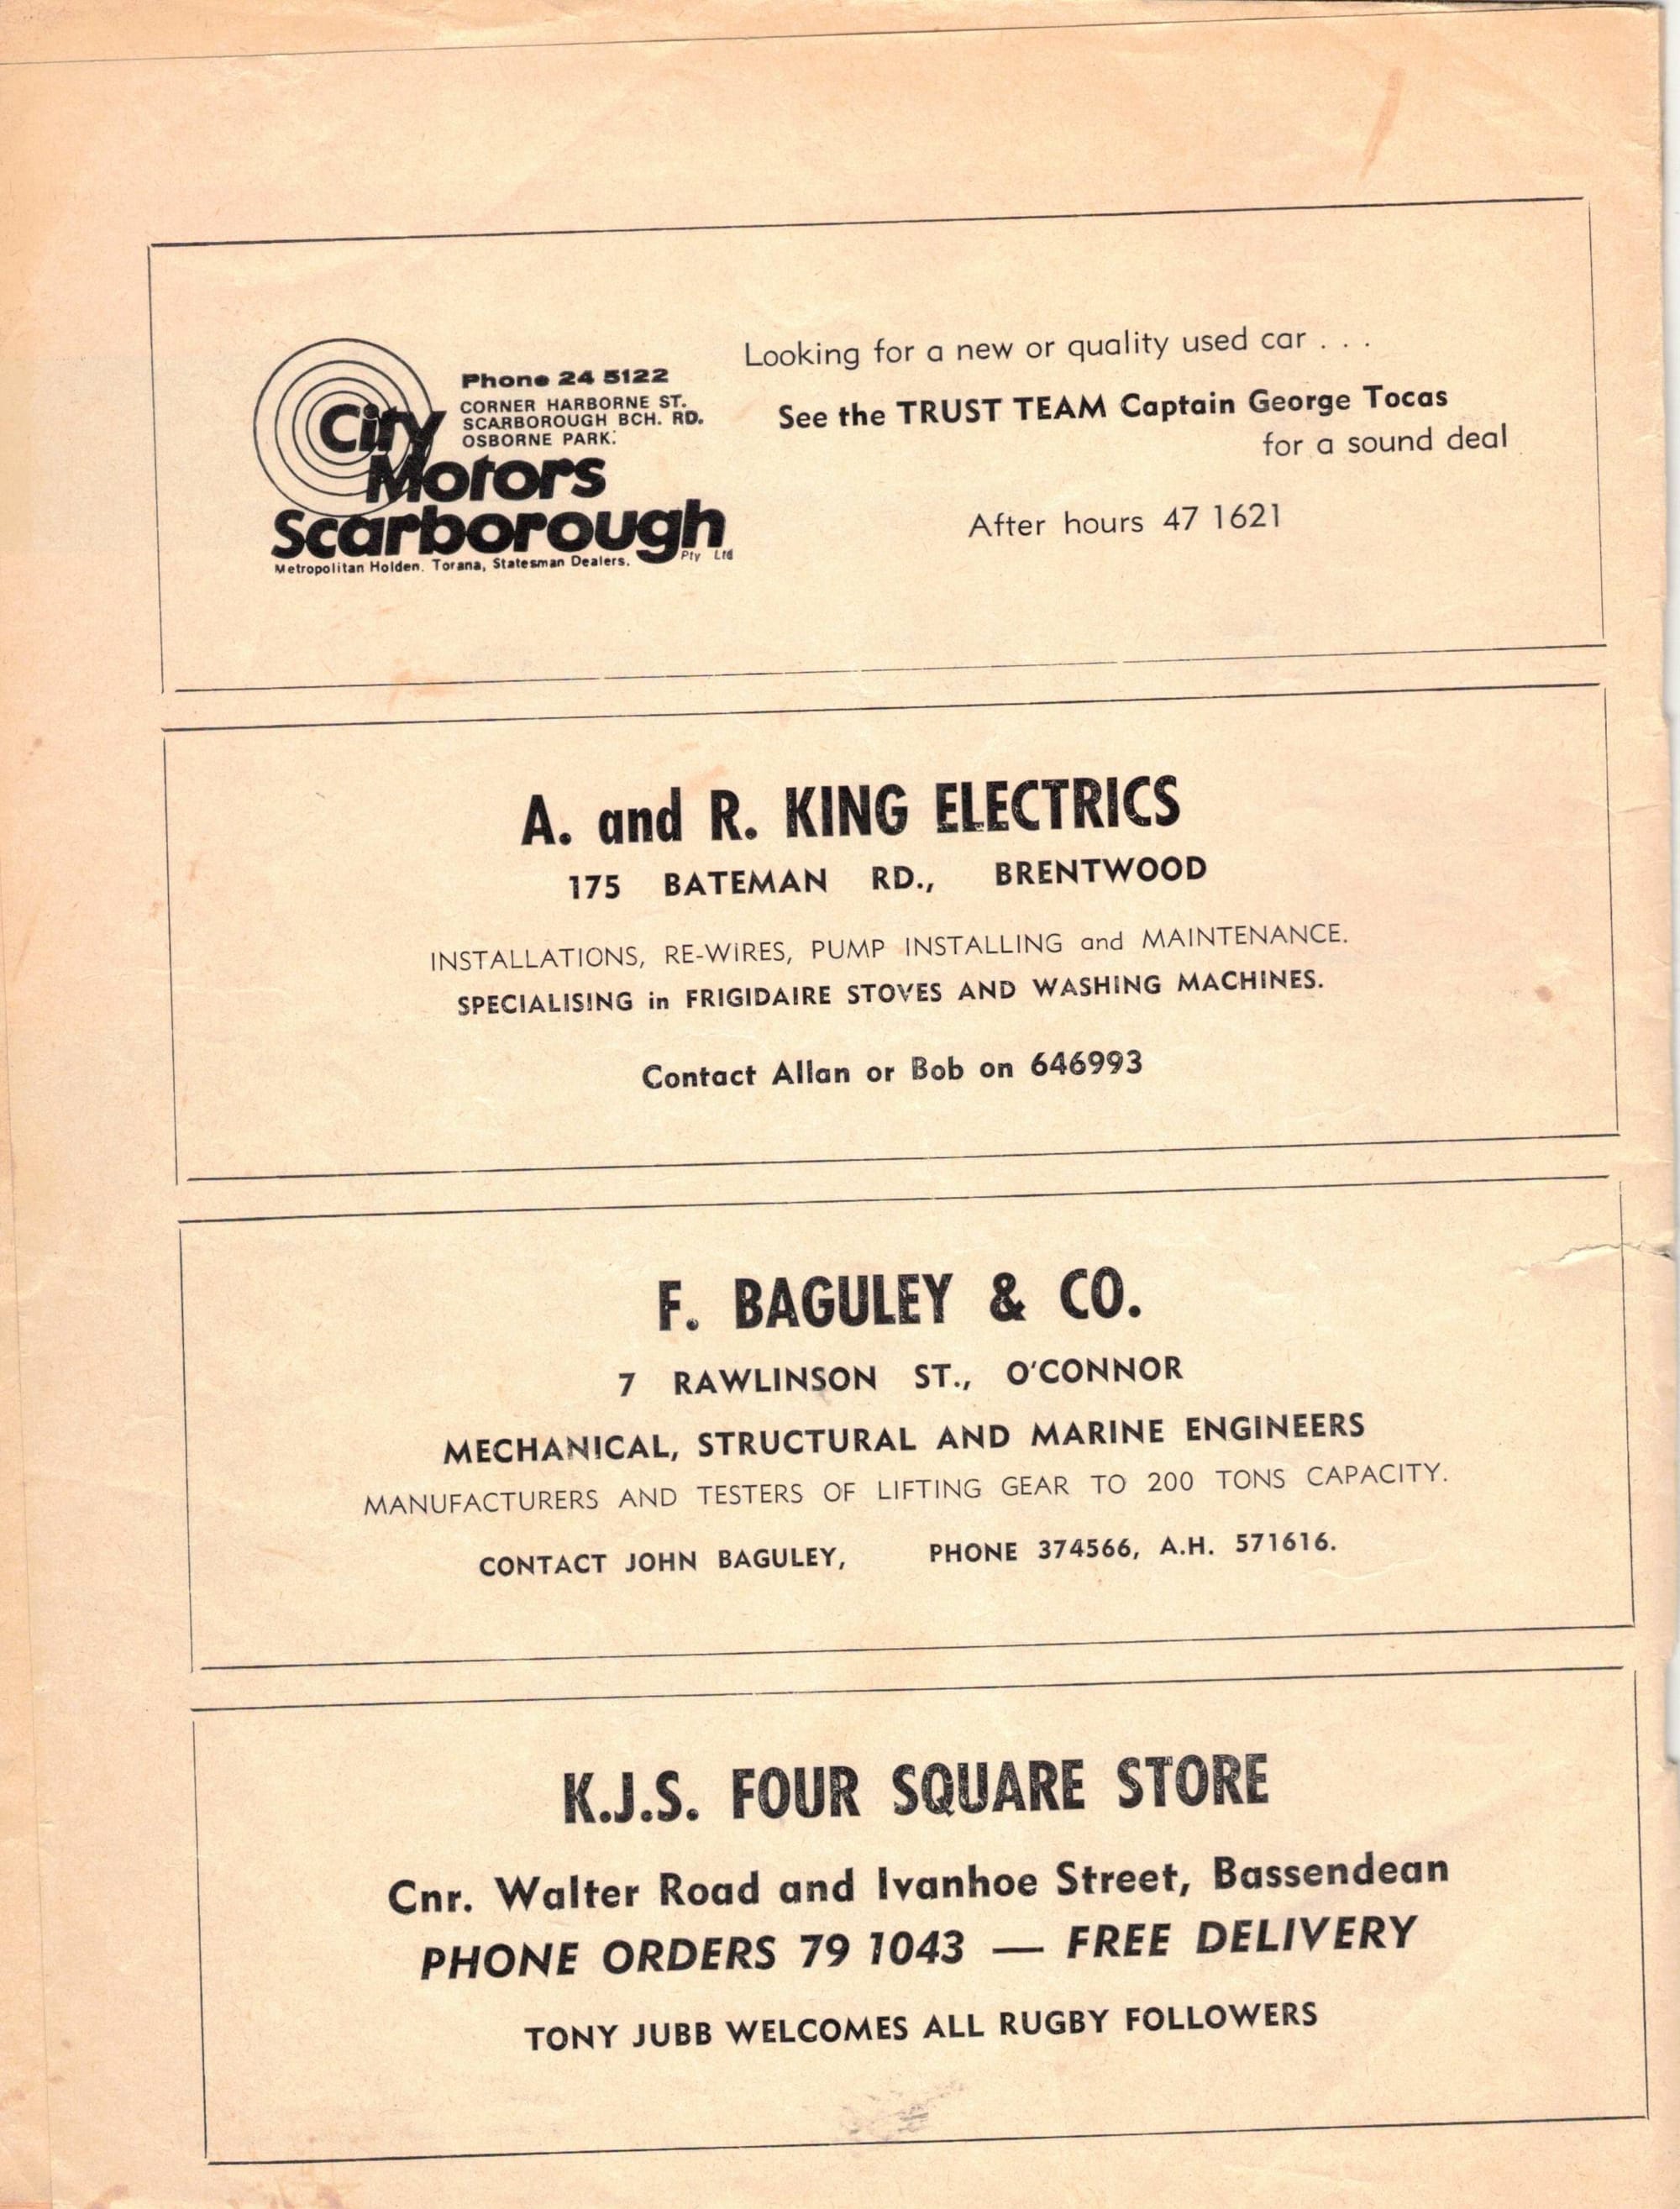 City
Motors
Scarborough
Pty Ltd
Metropolitan Holden. Torana, Statesman Dealers.
Phone 24 5122
CORNER HARBORNE ST.
SCARBOROUGH BCH. RD.
OSBORNE PARK.
Looking for a new or quality used car . . .
See the TRUST TEAM Captain George Tocas
for a sound deal
After hours 47 1621
A. and R. KING ELECTRICS
175 BATEMAN RD., BRENTWOOD
INSTALLATIONS, RE-WIRES, PUMP INSTALLING and MAINTENANCE.
SPECIALISING in FRIGIDAIRE STOVES AND WASHING MACHINES.
Contact Allan or Bob on 646993
F. BAGULEY & CO.
7 RAWLINSON ST., O'CONNOR
MECHANICAL, STRUCTURAL AND MARINE ENGINEERS
MANUFACTURERS AND TESTERS OF LIFTING GEAR TO 200 TONS CAPACITY.
CONTACT JOHN BAGULEY, PHONE 374566, A.H. 571616.
K.J.S. FOUR SQUARE STORE
Cnr. Walter Road and Ivanhoe Street, Bassendean
PHONE ORDERS 79 1043 — FREE DELIVERY
TONY JUBB WELCOMES ALL RUGBY FOLLOWERS